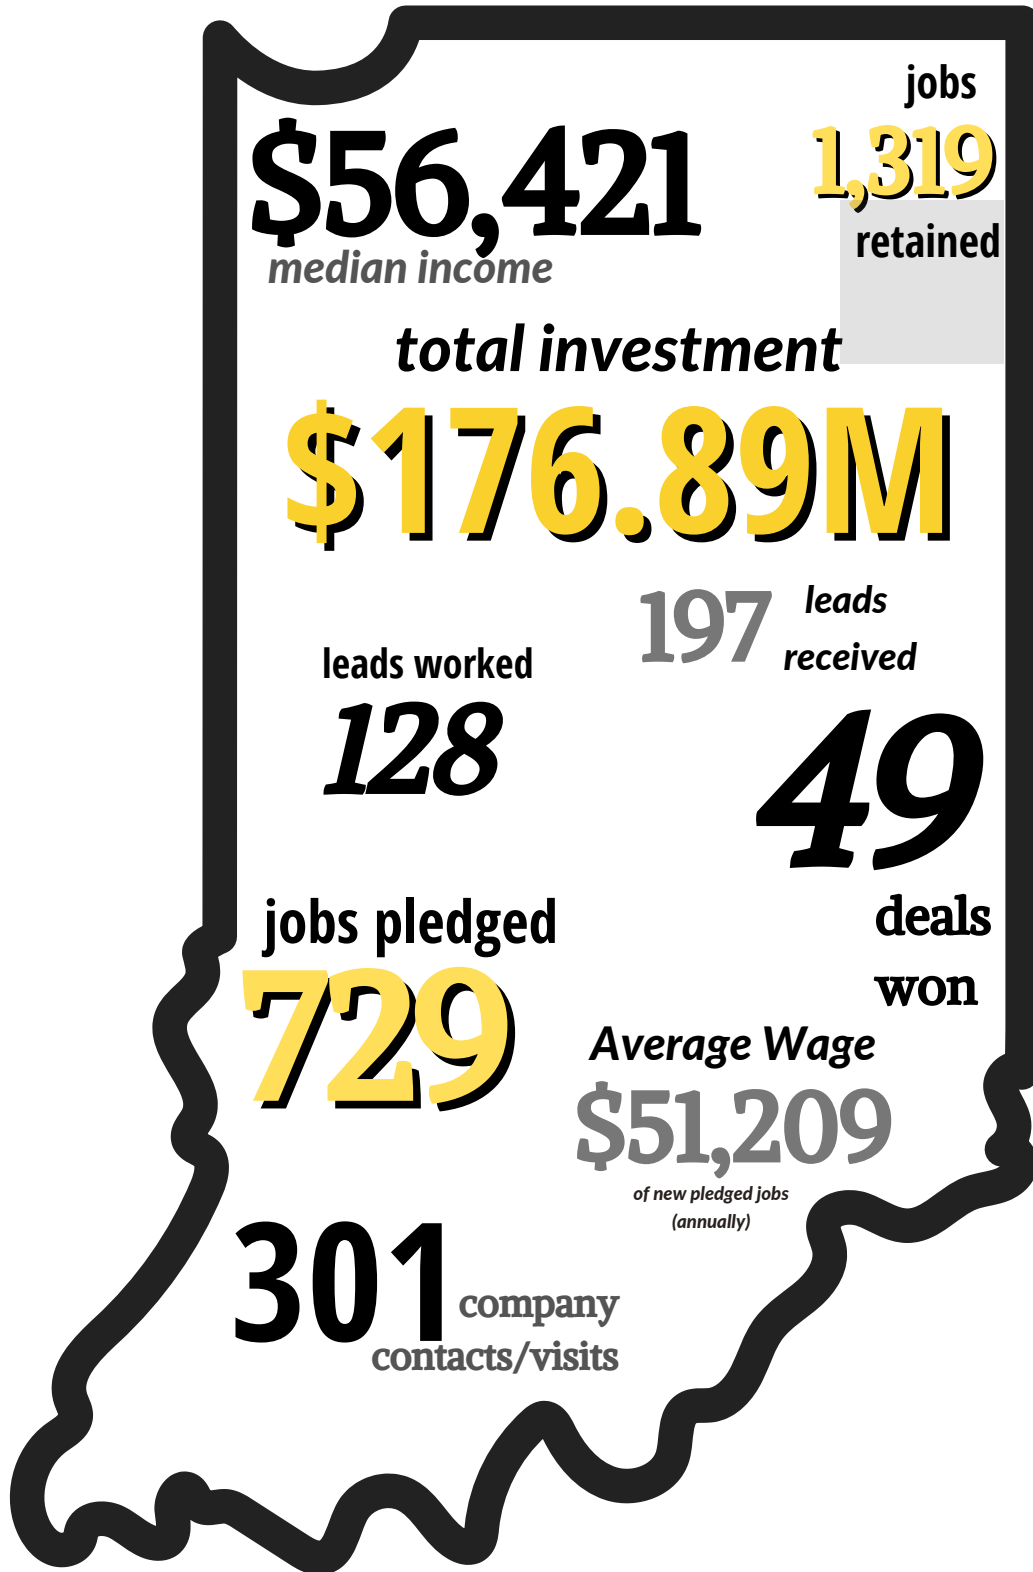 jobs
1,319
retained
$56,421
median income
total investment
$176.89M
197
leads
received
leads worked
128
49
deals
won
jobs pledged
729
Average Wage
$51,209
of new pledged jobs
(annually)
301
company
contacts/visits